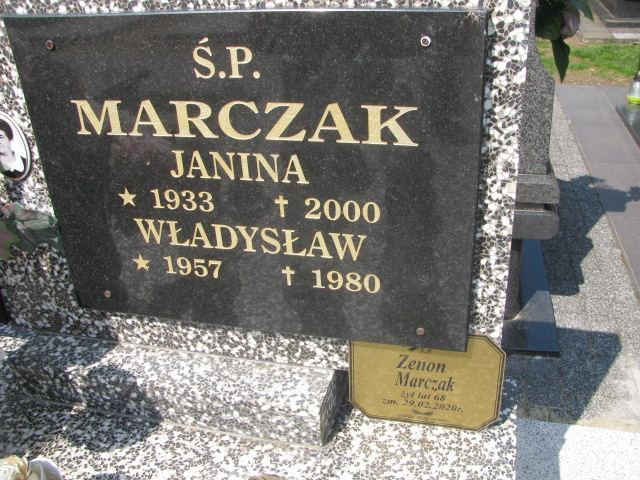 Ś.P.
MARCZAK
JANINA
★ 1933 † 2000
WŁADYSŁAW
★ 1957 † 1980
Ś.P.
Zenon
Marczak
żył lat 68
zm. 29.02.2020r.